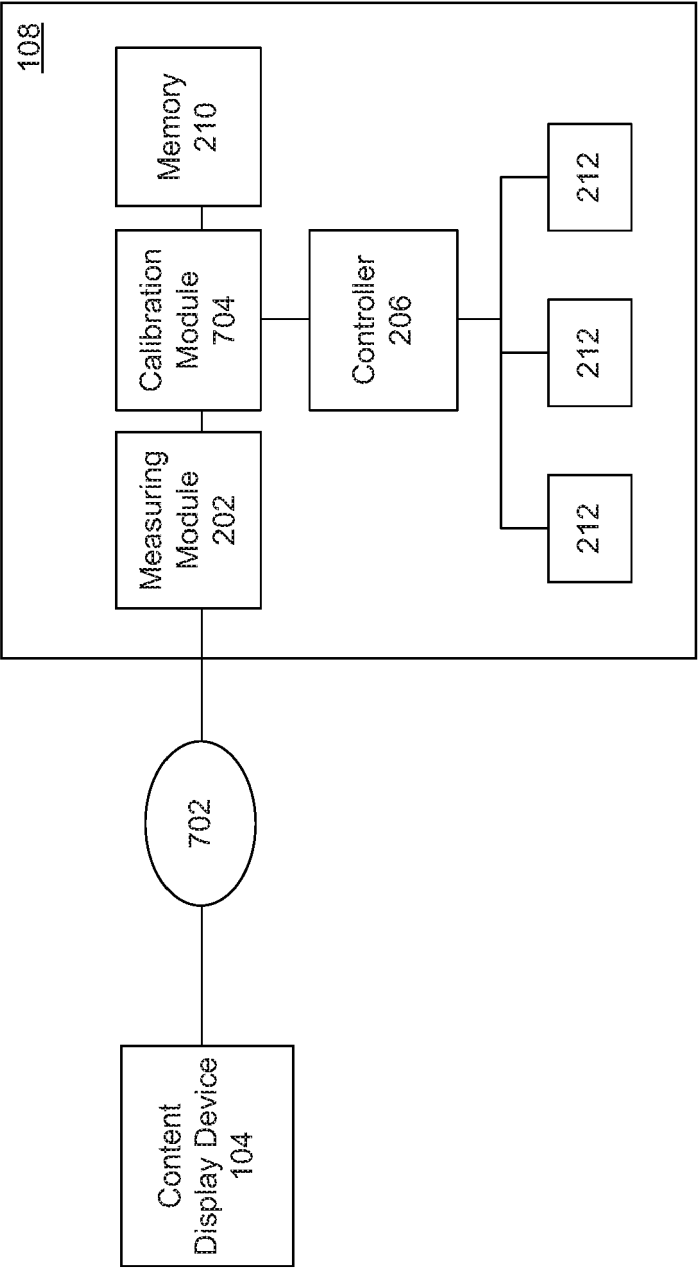 108
Content
Display Device
104
702
Measuring
Module
202
Calibration
Module
704
Memory
210
Controller
206
212
212
212